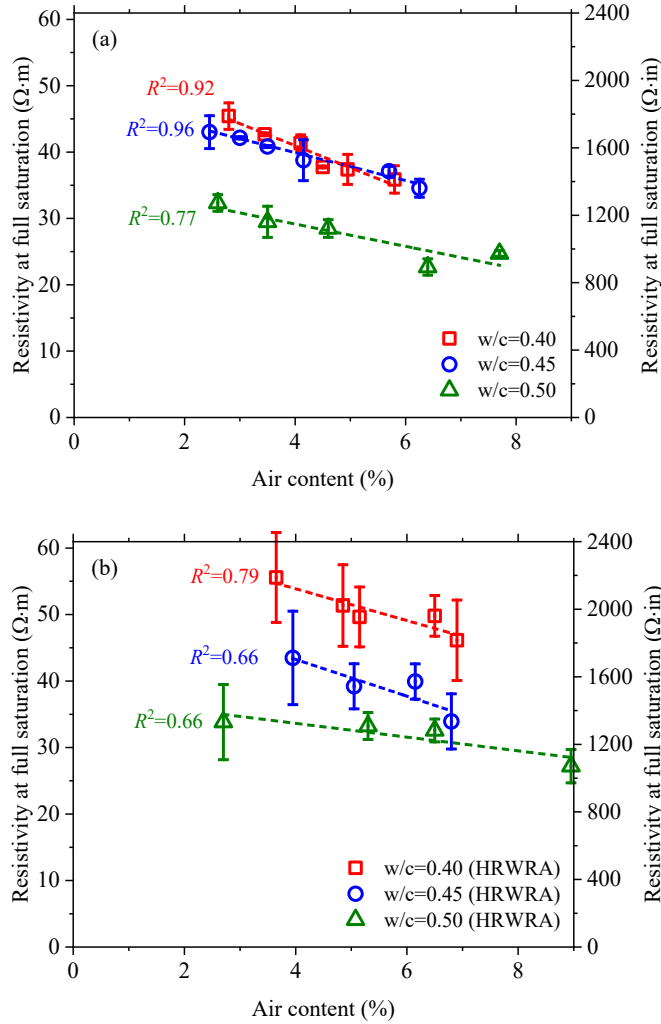 (a)
R²=0.92
R²=0.96
R²=0.77
w/c=0.40
w/c=0.45
w/c=0.50
60
50
40
30
20
10
0
2400
2000
1600
1200
800
400
0
0 2 4 6 8
Resistivity at full saturation (Ω·m)
Resistivity at full saturation (Ω·in)
Air content (%)
(b)
R²=0.79
R²=0.66
R²=0.66
w/c=0.40 (HRWRA)
w/c=0.45 (HRWRA)
w/c=0.50 (HRWRA)
60
50
40
30
20
10
0
2400
2000
1600
1200
800
400
0
0 2 4 6 8
Resistivity at full saturation (Ω·m)
Resistivity at full saturation (Ω·in)
Air content (%)